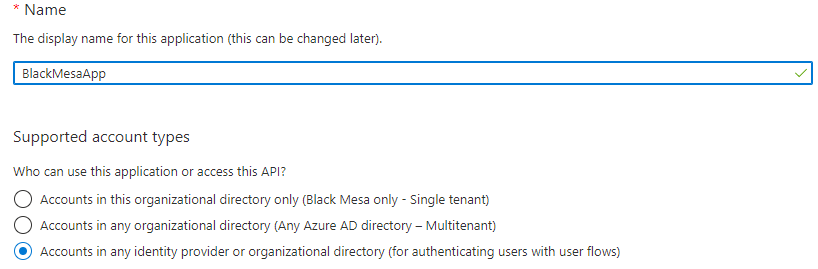 * Name
The display name for this application (this can be changed later).
BlackMesaApp
Supported account types
Who can use this application or access this API?
Accounts in this organizational directory only (Black Mesa only - Single tenant)
Accounts in any organizational directory (Any Azure AD directory – Multitenant)
Accounts in any identity provider or organizational directory (for authenticating users with user flows)